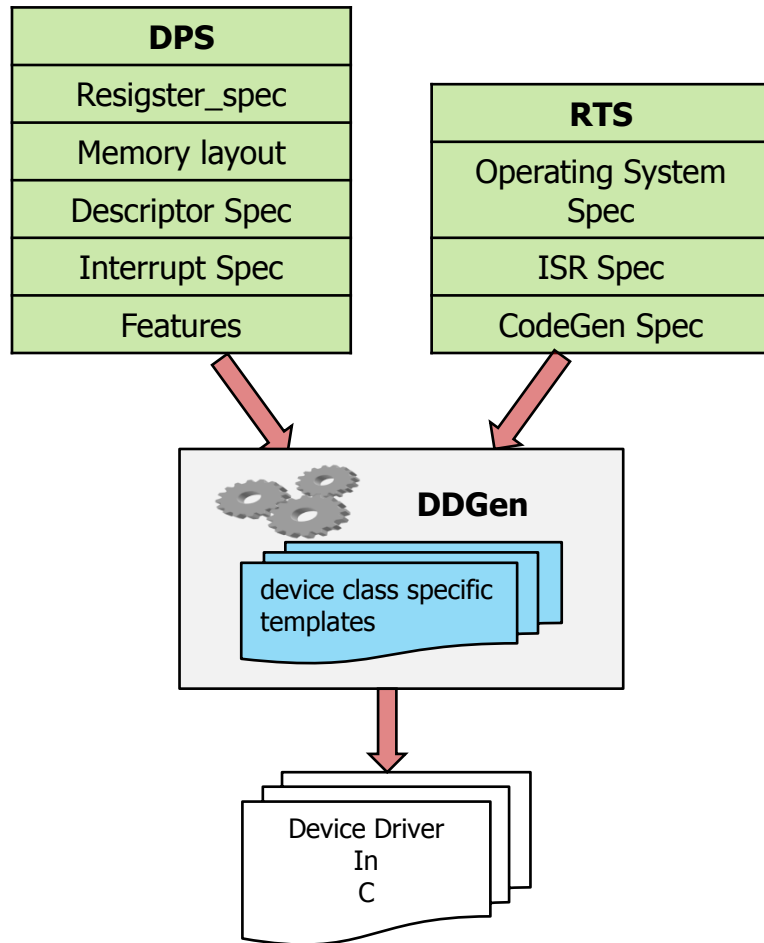 DPS
Resigster_spec
Memory layout
Descriptor Spec
Interrupt Spec
Features
RTS
Operating System
Spec
ISR Spec
CodeGen Spec
DDGen
device class specific
templates
Device Driver
In
C